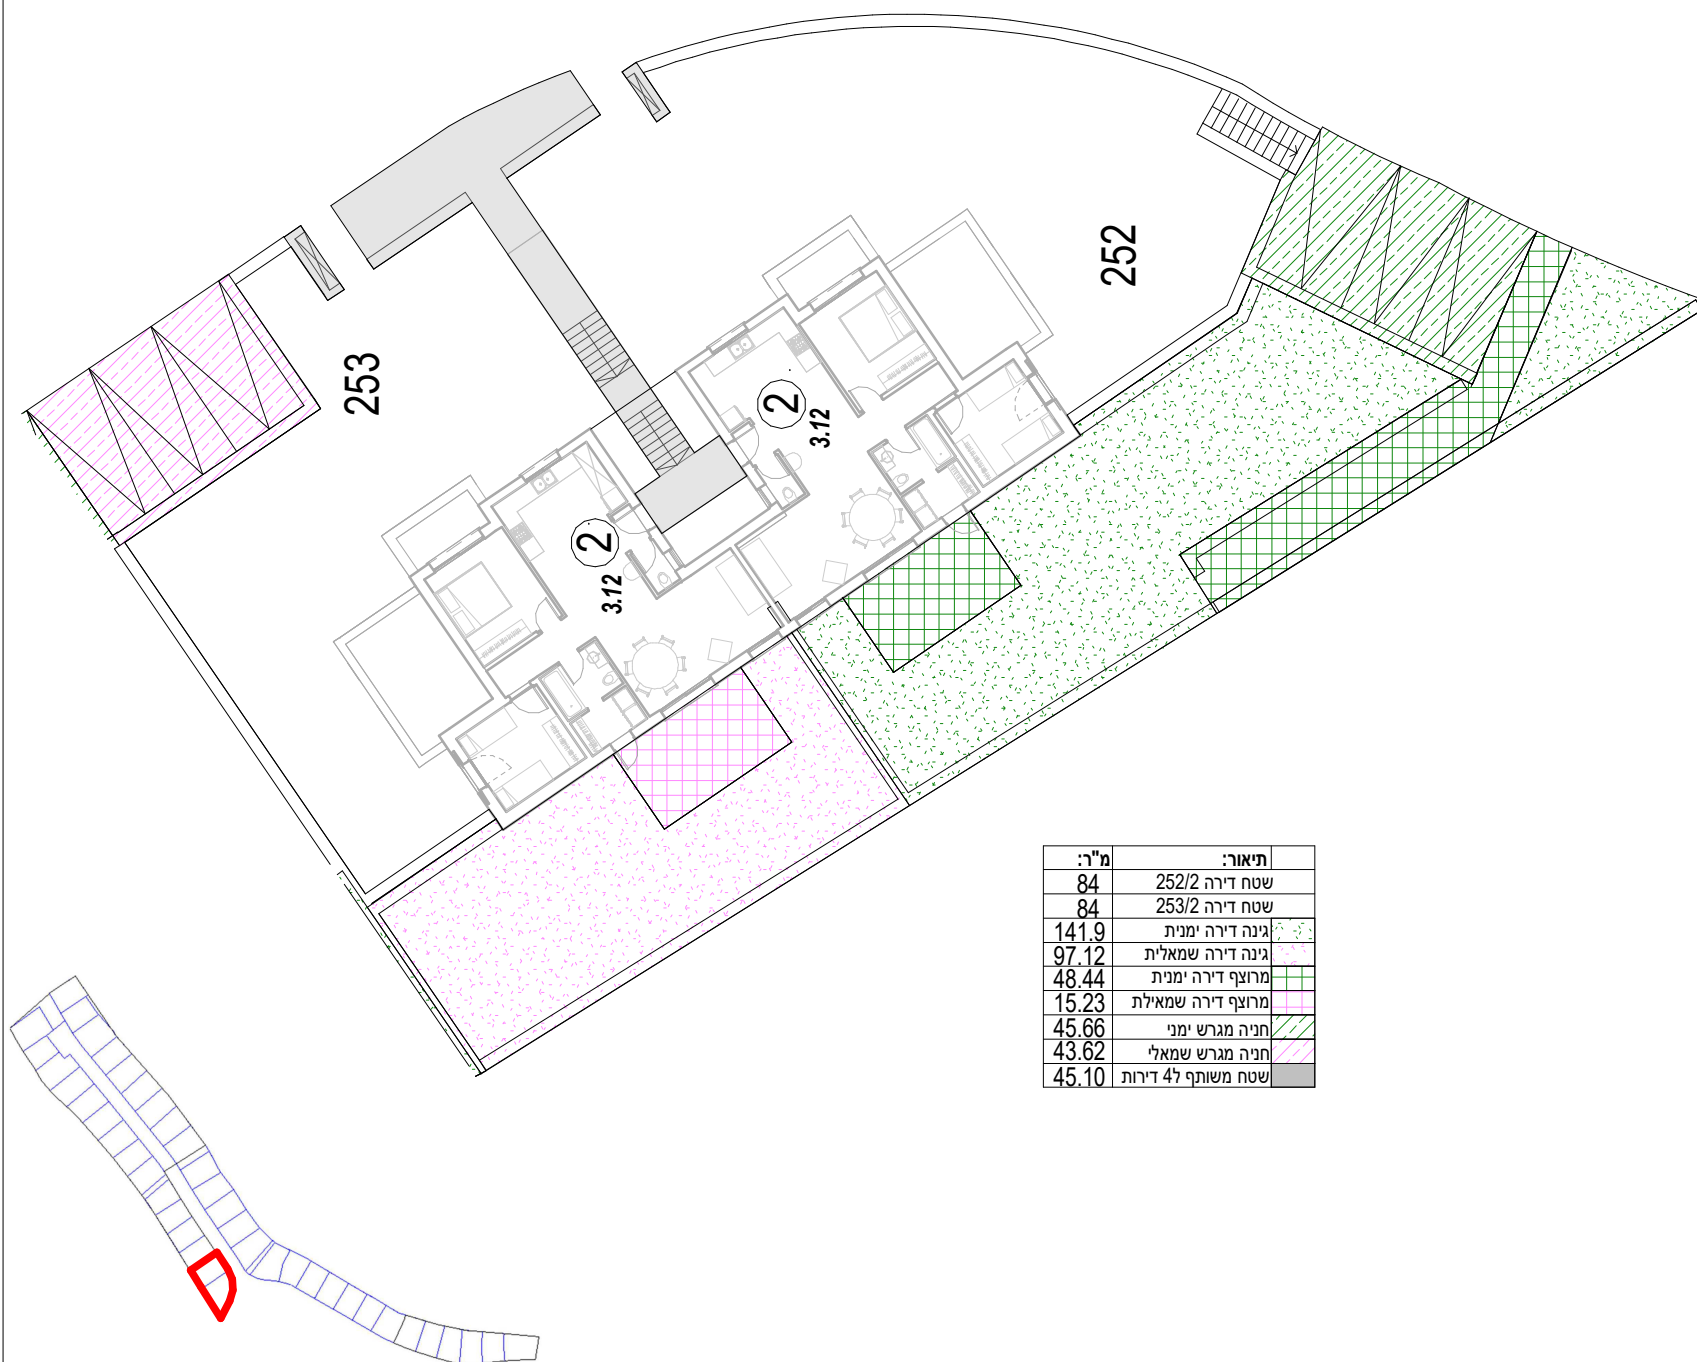 252
253
2
3.12
2
3.12
תיאור: מ"ר:
שטח דירה 252/2 84
שטח דירה 253/2 84
גינה דירה ימנית 141.9
גינה דירה שמאלית 97.12
מרוצף דירה ימנית 48.44
מרוצף דירה שמאילת 15.23
חניה מגרש ימני 45.66
חניה מגרש שמאלי 43.62
שטח משותף ל4 דירות 45.10